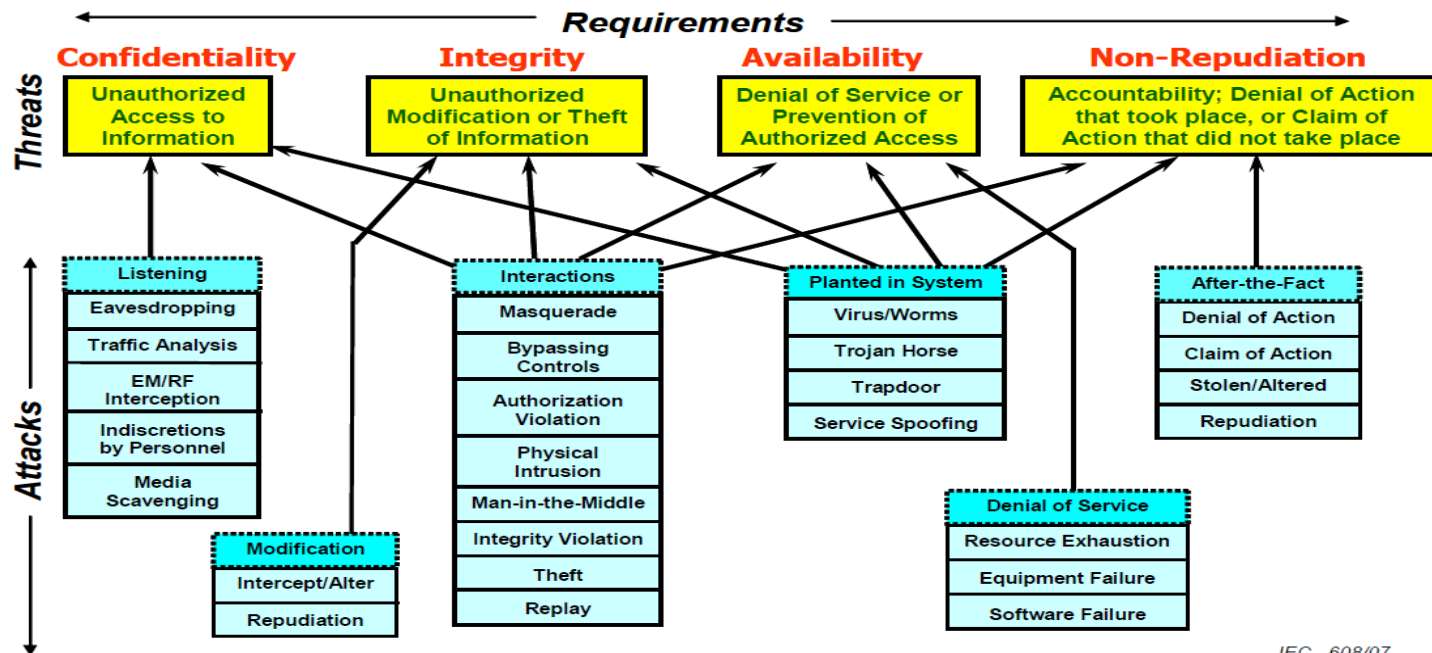 Requirements
Confidentiality
Integrity
Availability
Non-Repudiation
Threats
Unauthorized
Access to
Information
Unauthorized
Modification or Theft
of Information
Denial of Service or
Prevention of
Authorized Access
Accountability; Denial of Action
that took place, or Claim of
Action that did not take place
Attacks
Listening
Eavesdropping
Traffic Analysis
EM/RF
Interception
Indiscretions
by Personnel
Media
Scavenging
Modification
Intercept/Alter
Repudiation
Interactions
Masquerade
Bypassing
Controls
Authorization
Violation
Physical
Intrusion
Man-in-the-Middle
Integrity Violation
Theft
Replay
Planted in System
Virus/Worms
Trojan Horse
Trapdoor
Service Spoofing
Denial of Service
Resource Exhaustion
Equipment Failure
Software Failure
After-the-Fact
Denial of Action
Claim of Action
Stolen/Altered
Repudiation
IEC 608/07